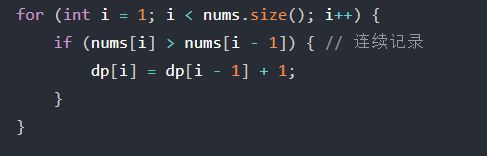 for (int i = 1; i < nums.size(); i++) {
    if (nums[i] > nums[i - 1]) { // 连续记录
        dp[i] = dp[i - 1] + 1;
    }
}